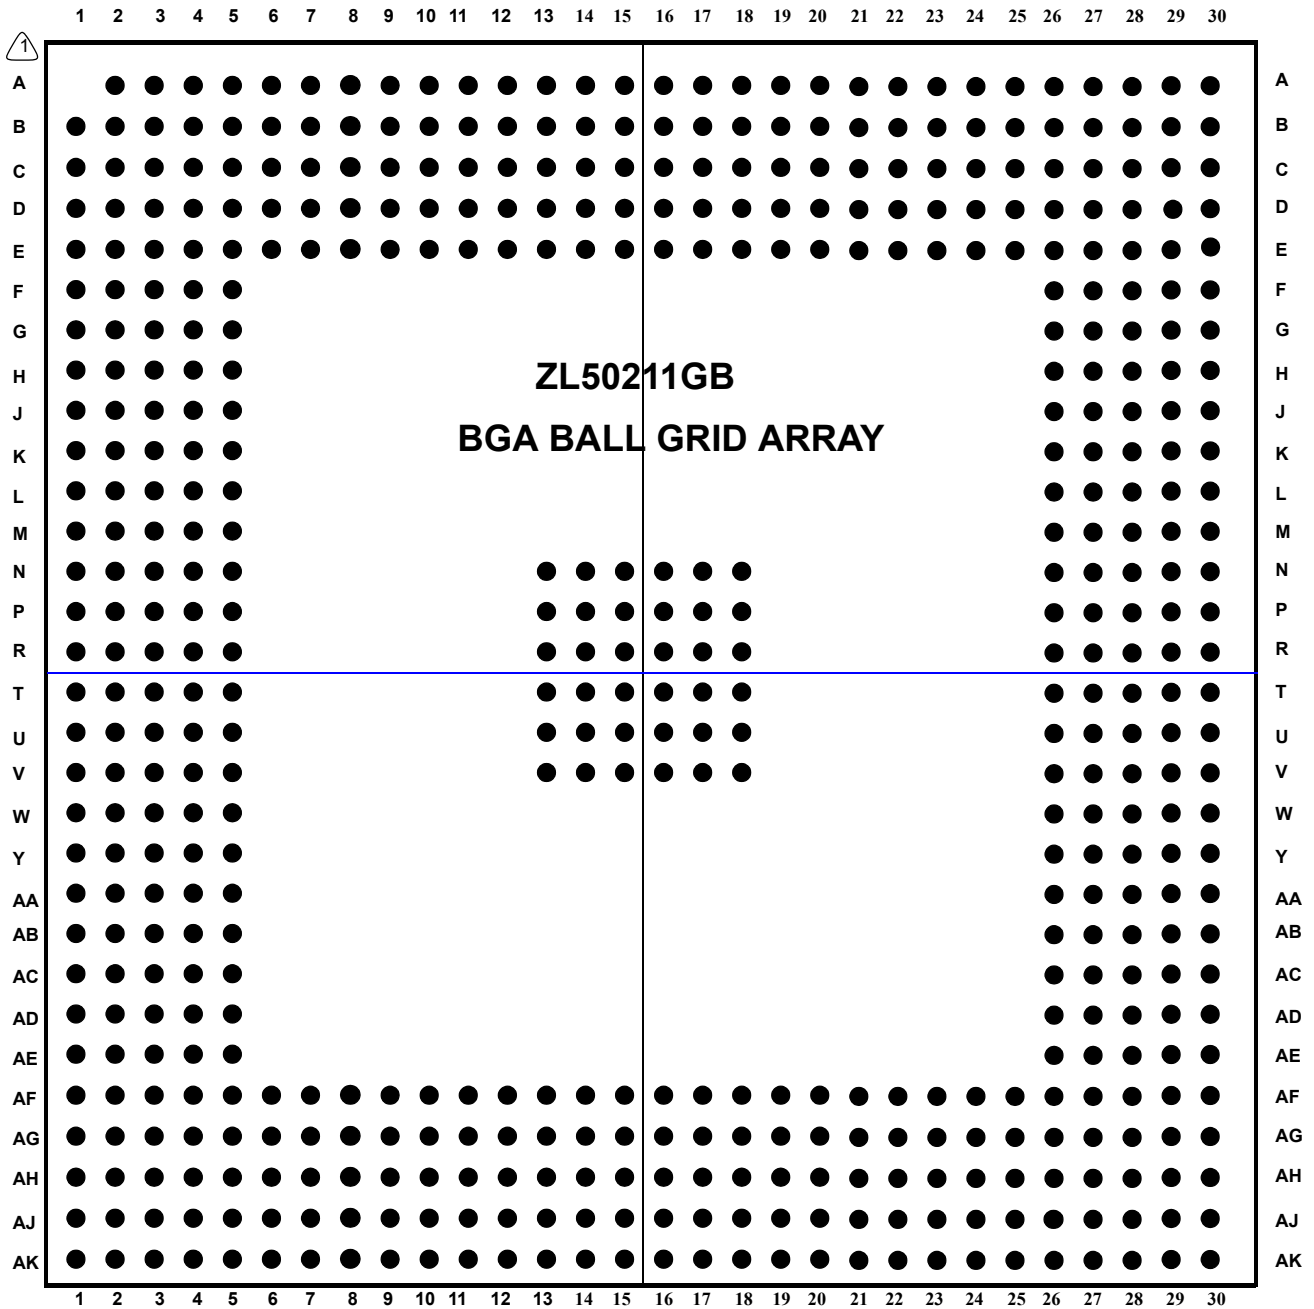 1 2 3 4 5 6 7 8 9 10 11 12 13 14 15 16 17 18 19 20 21 22 23 24 25 26 27 28 29 30
1
A A
B B
C C
D D
E E
F F
G G
H ZL50211GB H
J J
BGA BALL GRID ARRAY
K K
L L
M M
N N
P P
R R
T T
U U
V V
W W
Y Y
AA AA
AB AB
AC AC
AD AD
AE AE
AF AF
AG AG
AH AH
AJ AJ
AK AK
1 2 3 4 5 6 7 8 9 10 11 12 13 14 15 16 17 18 19 20 21 22 23 24 25 26 27 28 29 30